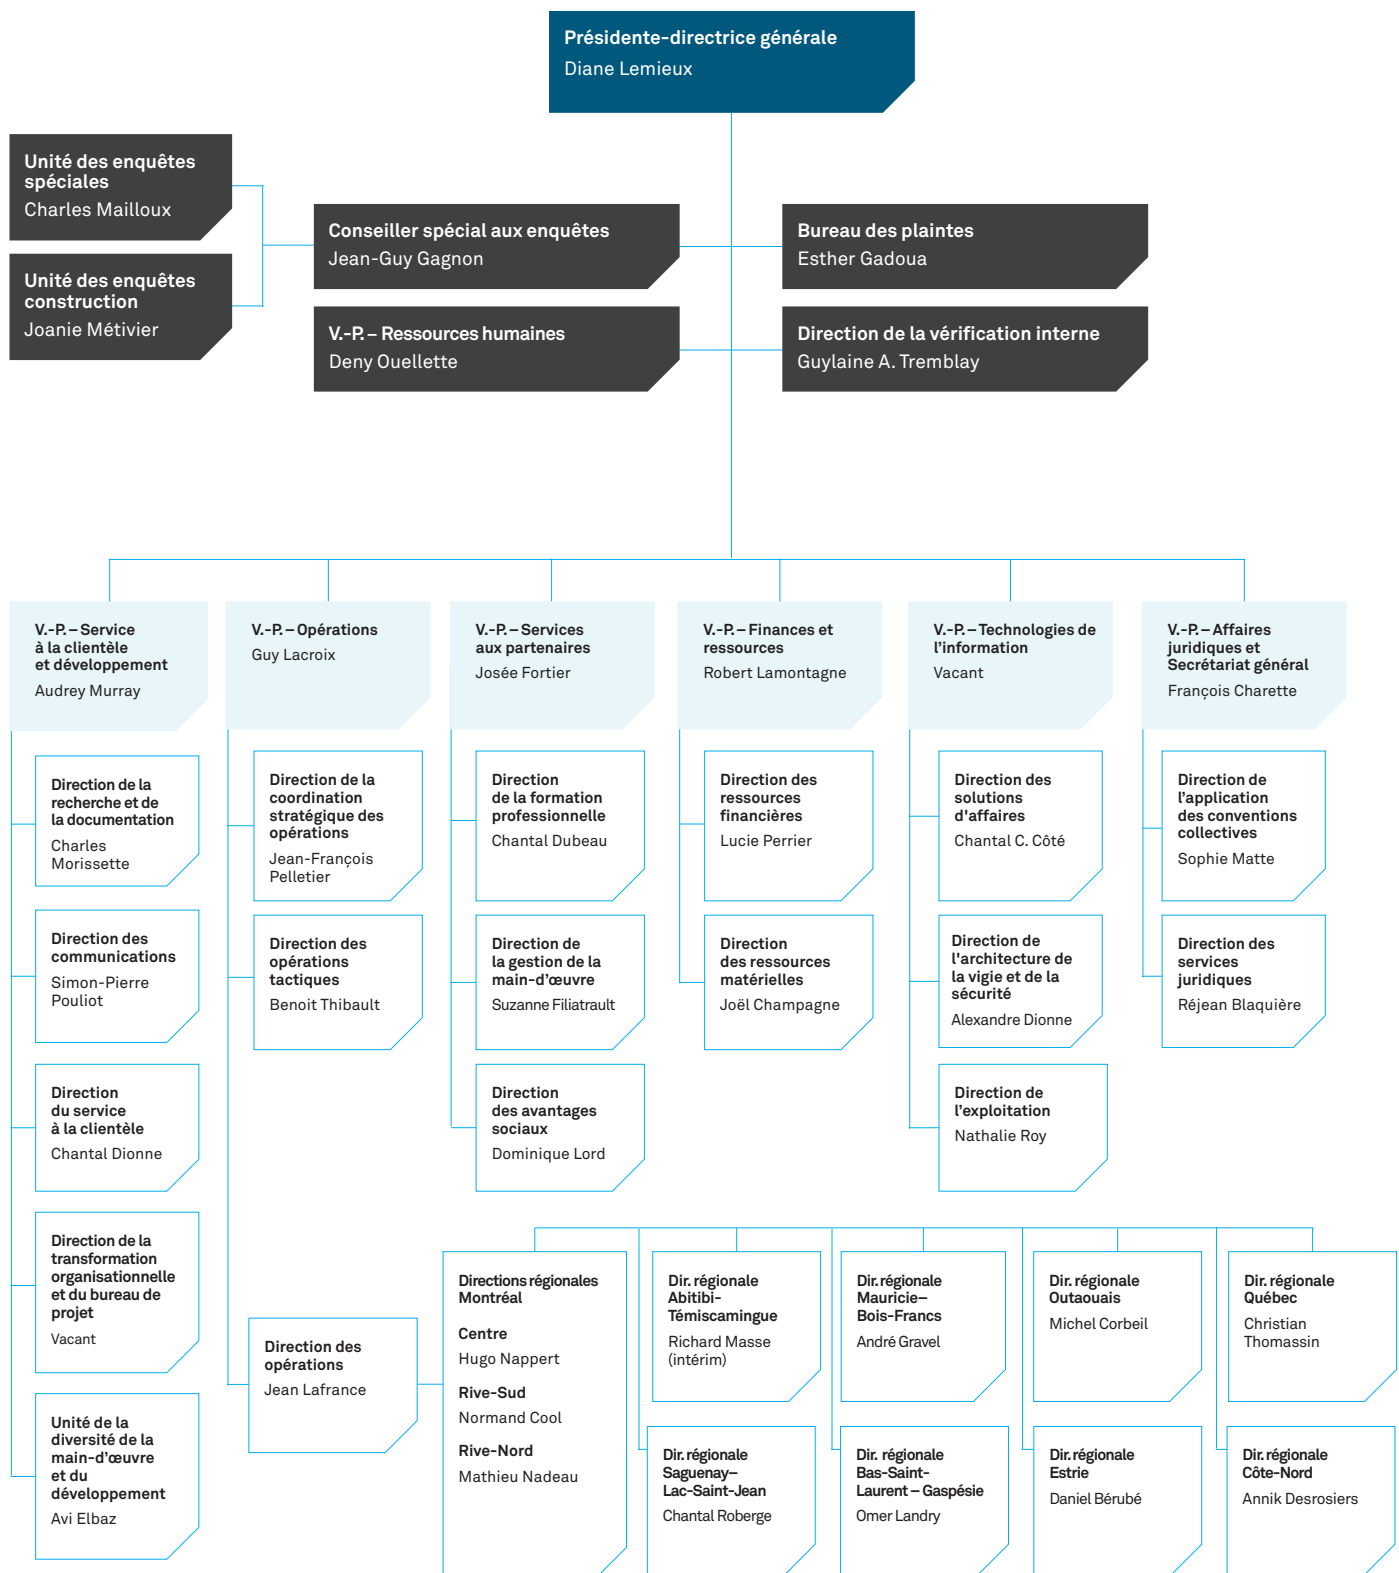 Présidente-directrice générale
Diane Lemieux
Unité des enquêtes
spéciales
Charles Mailloux
Unité des enquêtes
construction
Joanie Métivier
Conseiller spécial aux enquêtes
Jean-Guy Gagnon
Bureau des plaintes
Esther Gadoua
V.-P. – Ressources humaines
Deny Ouellette
Direction de la vérification interne
Guylaine A. Tremblay
V.-P. – Service
à la clientèle
et développement
Audrey Murray
V.-P. – Opérations
Guy Lacroix
V.-P. – Services
aux partenaires
Josée Fortier
V.-P. – Finances et
ressources
Robert Lamontagne
V.-P. – Technologies de
l’information
Vacant
V.-P. – Affaires
juridiques et
Secrétariat général
François Charette
Direction de la
recherche et de
la documentation
Charles
Morissette
Direction des
communications
Simon-Pierre
Pouliot
Direction
du service
à la clientèle
Chantal Dionne
Direction de la
transformation
organisationnelle
et du bureau de
projet
Vacant
Unité de la
diversité de la
main-d’œuvre
et du
développement
Avi Elbaz
Direction de la
coordination
stratégique des
opérations
Jean-François
Pelletier
Direction des
opérations
tactiques
Benoit Thibault
Direction des
opérations
Jean Lafrance
Direction
de la formation
professionnelle
Chantal Dubeau
Direction de
la gestion de la
main-d’œuvre
Suzanne Filiatrault
Direction
des avantages
sociaux
Dominique Lord
Direction des
ressources
financières
Lucie Perrier
Direction
des ressources
matérielles
Joël Champagne
Direction des
solutions
d'affaires
Chantal C. Côté
Direction de
l'architecture de
la vigie et de la
sécurité
Alexandre Dionne
Direction de
l’exploitation
Nathalie Roy
Direction de
l’application
des conventions
collectives
Sophie Matte
Direction des
services
juridiques
Réjean Blaquière
Directions régionales
Montréal
Centre
Hugo Nappert
Rive-Sud
Normand Cool
Rive-Nord
Mathieu Nadeau
Dir. régionale
Abitibi-
Témiscamingue
Richard Masse
(intérim)
Dir. régionale
Mauricie–
Bois-Francs
André Gravel
Dir. régionale
Outaouais
Michel Corbeil
Dir. régionale
Québec
Christian
Thomassin
Dir. régionale
Saguenay–
Lac-Saint-Jean
Chantal Roberge
Dir. régionale
Bas-Saint-
Laurent – Gaspésie
Omer Landry
Dir. régionale
Estrie
Daniel Bérubé
Dir. régionale
Côte-Nord
Annik Desrosiers